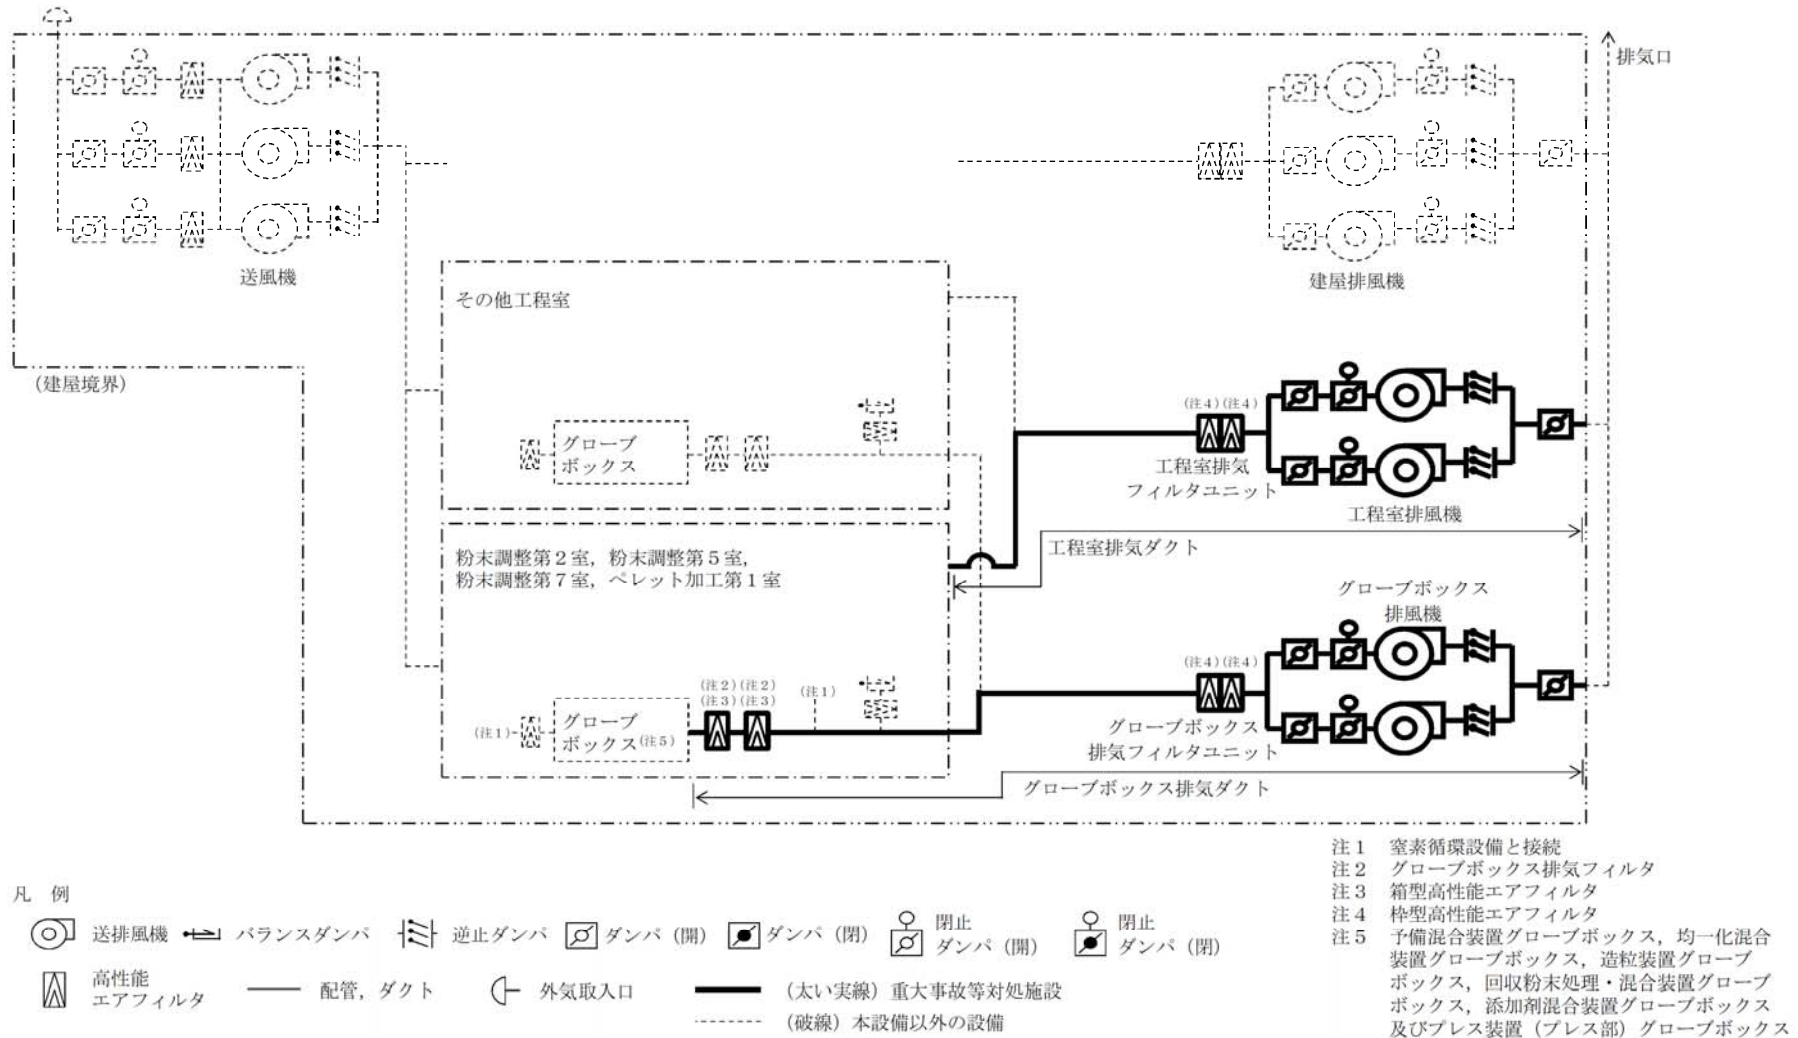 排気口
送風機
建屋排風機
(建屋境界)
その他工程室
グローブ
ボックス
(注4)(注4)
工程室排気
フィルタユニット
工程室排風機
工程室排気ダクト
粉末調整第2室,粉末調整第5室,
粉末調整第7室,ペレット加工第1室
グローブボックス
排風機
(注2)(注2)
(注3)(注3)
(注1)
(注4)(注4)
(注1)
グローブ
ボックス(注5)
グローブボックス
排気フィルタユニット
グローブボックス排気ダクト
注1 窒素循環設備と接続
注2 グローブボックス排気フィルタ
注3 箱型高性能エアフィルタ
注4 枠型高性能エアフィルタ
注5 予備混合装置グローブボックス,均一化混合
装置グローブボックス,造粒装置グローブ
ボックス,回収粉末処理・混合装置グローブ
ボックス,添加剤混合装置グローブボックス
及びプレス装置(プレス部)グローブボックス
凡 例
送排風機
バランスダンパ
逆止ダンパ
ダンパ(開)
ダンパ(閉)
閉止
ダンパ(開)
閉止
ダンパ(閉)
高性能
エアフィルタ
配管,ダクト
外気取入口
(太い実線)重大事故等対処施設
(破線)本設備以外の設備